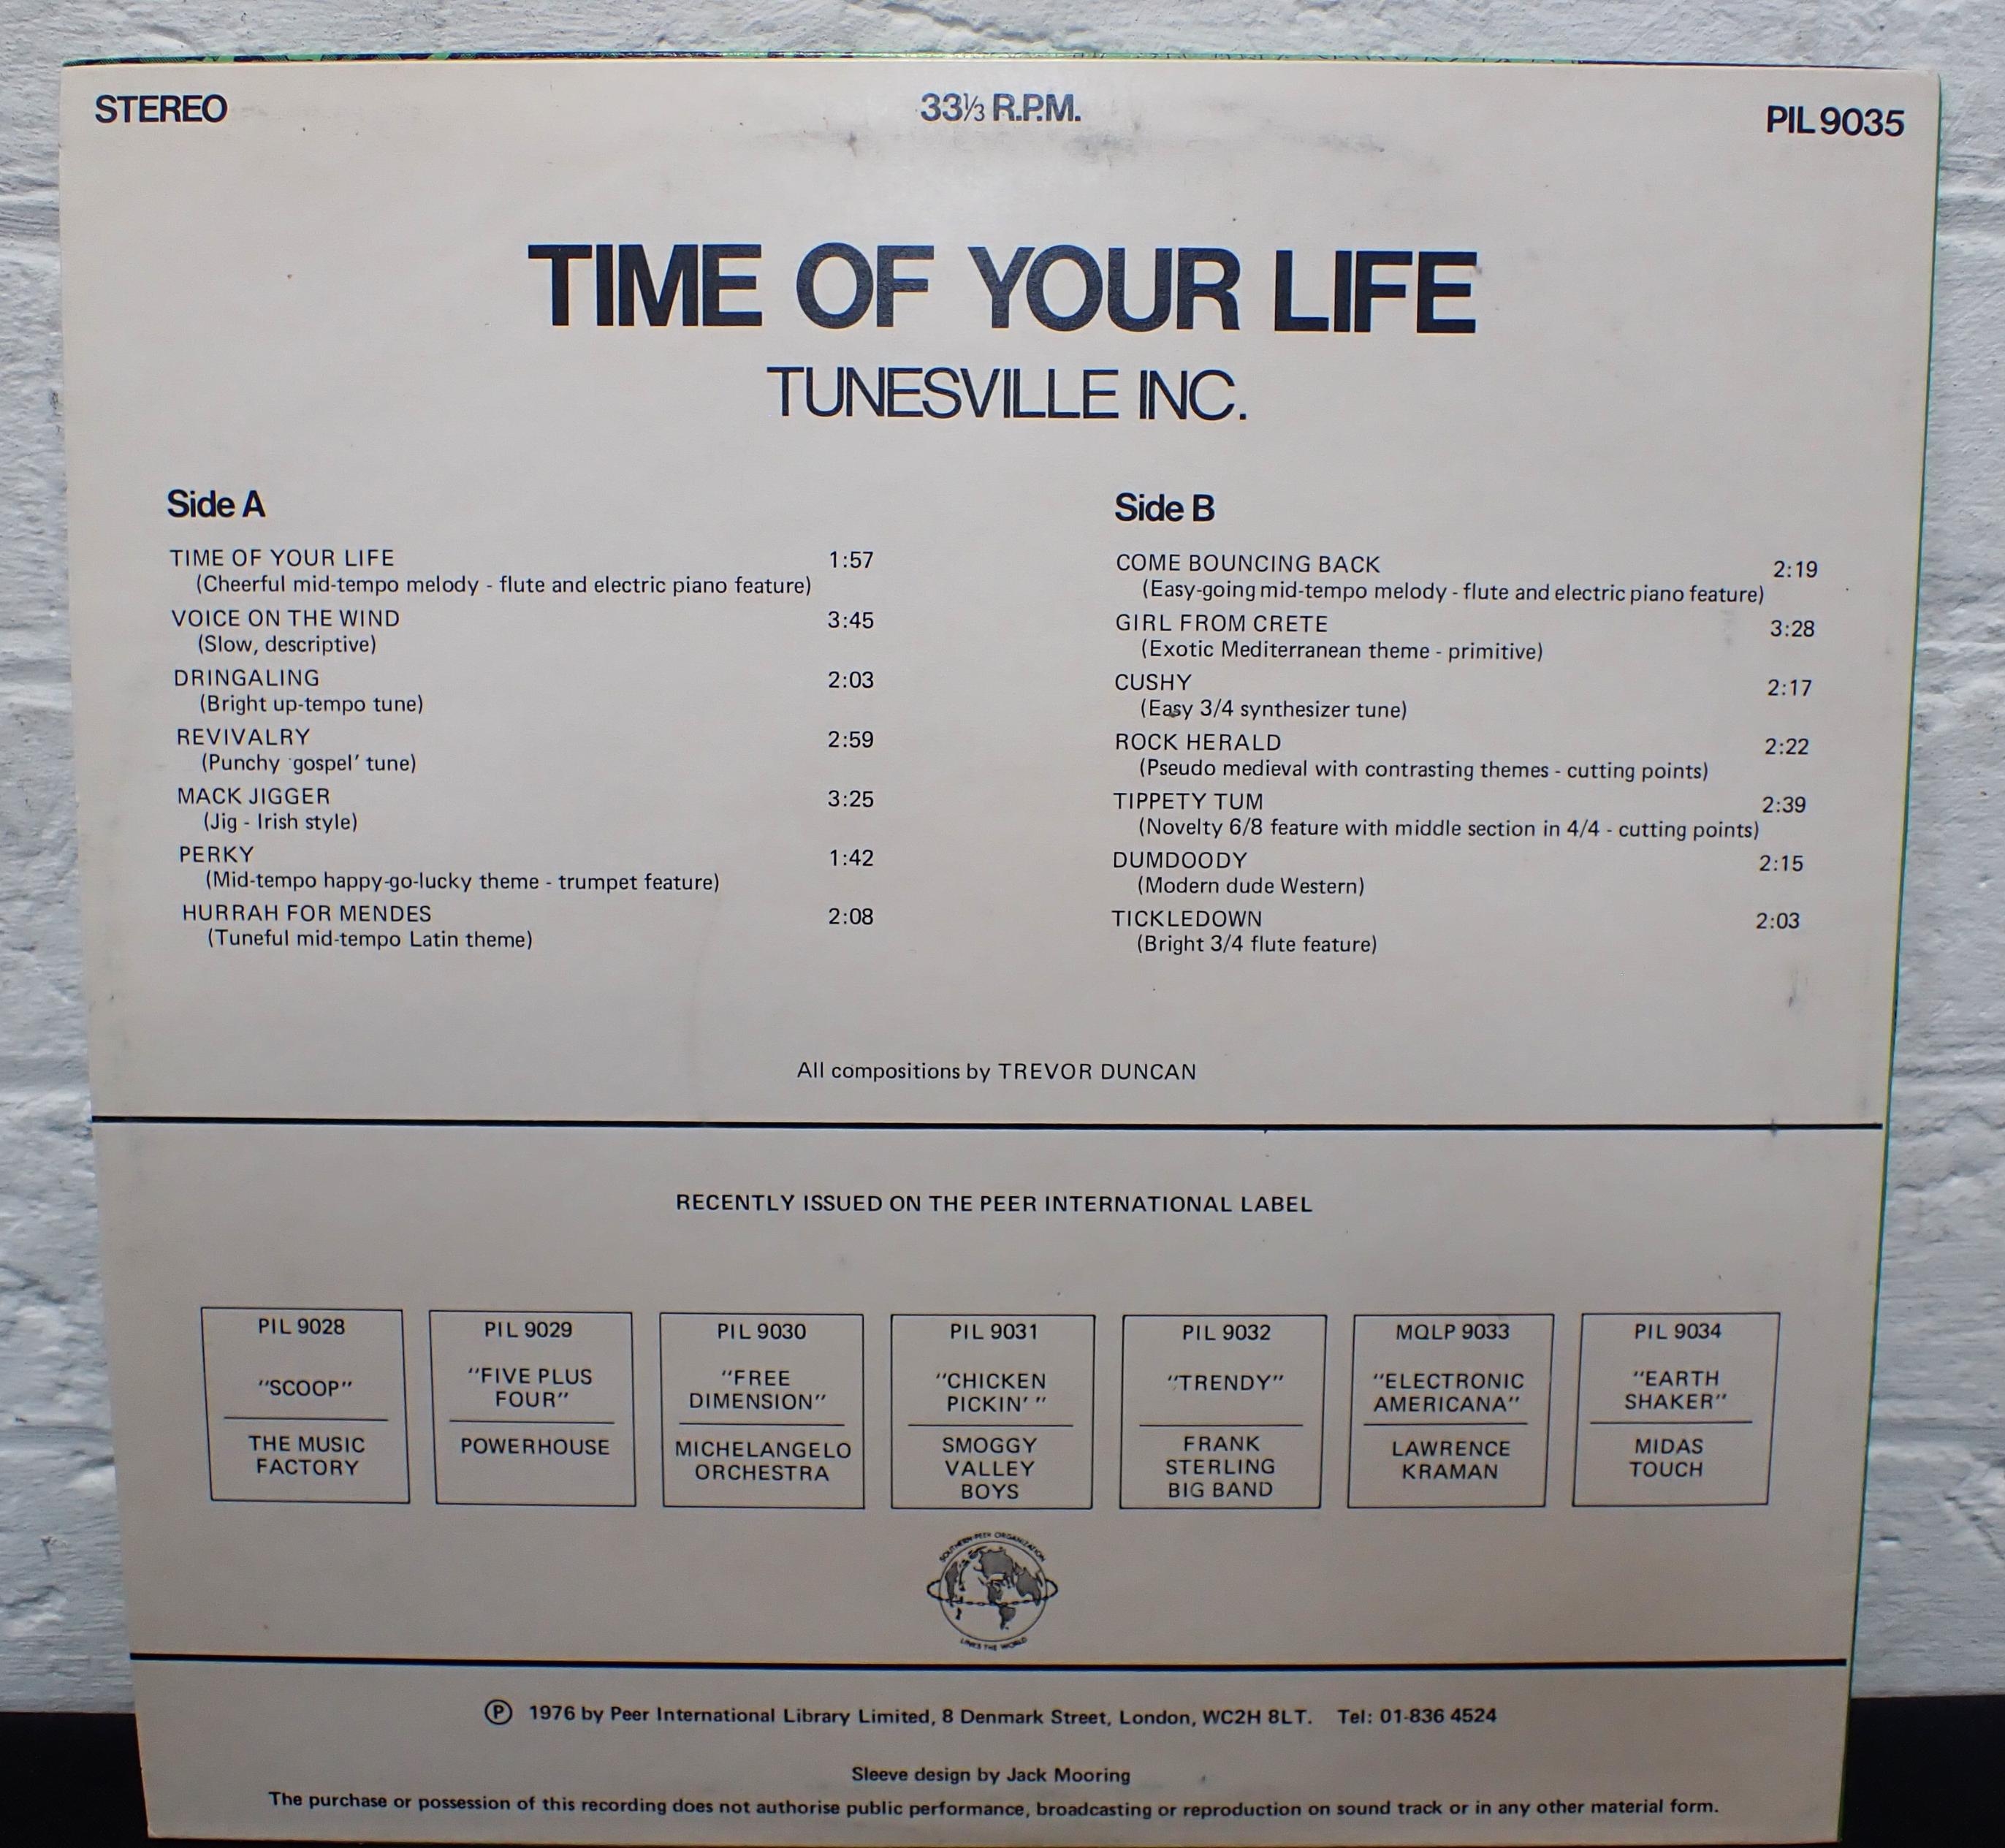 STEREO
33⅓ R.P.M.
PIL 9035
TIME OF YOUR LIFE
TUNESVILLE INC.
Side A
TIME OF YOUR LIFE 1:57
(Cheerful mid-tempo melody - flute and electric piano feature)
VOICE ON THE WIND 3:45
(Slow, descriptive)
DRINGALING 2:03
(Bright up-tempo tune)
REVIVALRY 2:59
(Punchy 'gospel' tune)
MACK JIGGER 3:25
(Jig - Irish style)
PERKY 1:42
(Mid-tempo happy-go-lucky theme - trumpet feature)
HURRAH FOR MENDES 2:08
(Tuneful mid-tempo Latin theme)
Side B
COME BOUNCING BACK 2:19
(Easy-going mid-tempo melody - flute and electric piano feature)
GIRL FROM CRETE 3:28
(Exotic Mediterranean theme - primitive)
CUSHY 2:17
(Easy 3/4 synthesizer tune)
ROCK HERALD 2:22
(Pseudo medieval with contrasting themes - cutting points)
TIPPETY TUM 2:39
(Novelty 6/8 feature with middle section in 4/4 - cutting points)
DUMDOODY 2:15
(Modern dude Western)
TICKLEDOWN 2:03
(Bright 3/4 flute feature)
All compositions by TREVOR DUNCAN
RECENTLY ISSUED ON THE PEER INTERNATIONAL LABEL
PIL 9028
"SCOOP"
THE MUSIC
FACTORY
PIL 9029
"FIVE PLUS
FOUR"
POWERHOUSE
PIL 9030
"FREE
DIMENSION"
MICHELANGELO
ORCHESTRA
PIL 9031
"CHICKEN
PICKIN' "
SMOGGY
VALLEY
BOYS
PIL 9032
"TRENDY"
FRANK
STERLING
BIG BAND
MQLP 9033
"ELECTRONIC
AMERICANA"
LAWRENCE
KRAMAN
PIL 9034
"EARTH
SHAKER"
MIDAS
TOUCH
SOUTHERN-PEER ORGANIZATION
LINKS THE WORLD
Ⓟ 1976 by Peer International Library Limited, 8 Denmark Street, London, WC2H 8LT. Tel: 01-836 4524
Sleeve design by Jack Mooring
The purchase or possession of this recording does not authorise public performance, broadcasting or reproduction on sound track or in any other material form.